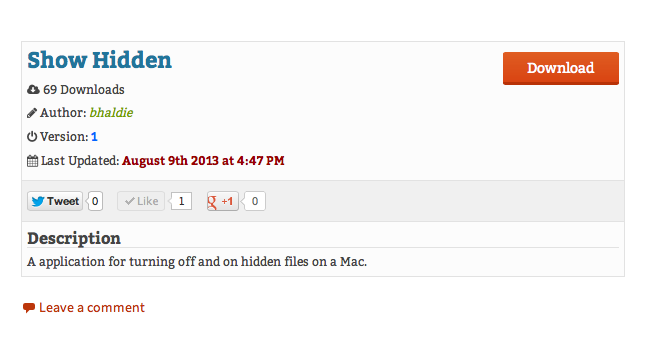 Show Hidden
Download
69 Downloads
Author: bhaldie
Version: 1
Last Updated: August 9th 2013 at 4:47 PM
Tweet 0 Like 1 g +1 0
Description
A application for turning off and on hidden files on a Mac.
Leave a comment